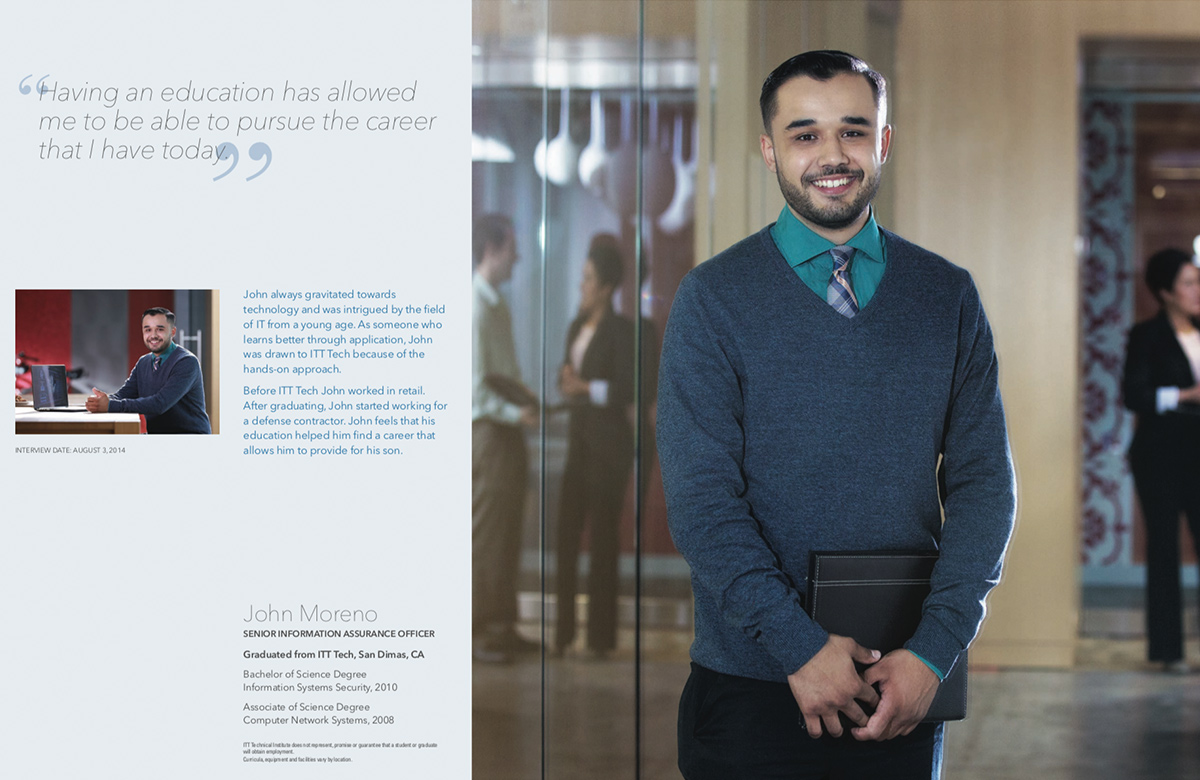 “Having an education has allowed
me to be able to pursue the career
that I have today.”
John always gravitated towards
technology and was intrigued by the field
of IT from a young age. As someone who
learns better through application, John
was drawn to ITT Tech because of the
hands-on approach.
Before ITT Tech John worked in retail.
After graduating, John started working for
a defense contractor. John feels that his
education helped him find a career that
allows him to provide for his son.
INTERVIEW DATE: AUGUST 3, 2014
John Moreno
SENIOR INFORMATION ASSURANCE OFFICER
Graduated from ITT Tech, San Dimas, CA
Bachelor of Science Degree
Information Systems Security, 2010
Associate of Science Degree
Computer Network Systems, 2008
ITT Technical Institute does not represent, promise or guarantee that a student or graduate
will obtain employment.
Curricula, equipment and facilities vary by location.